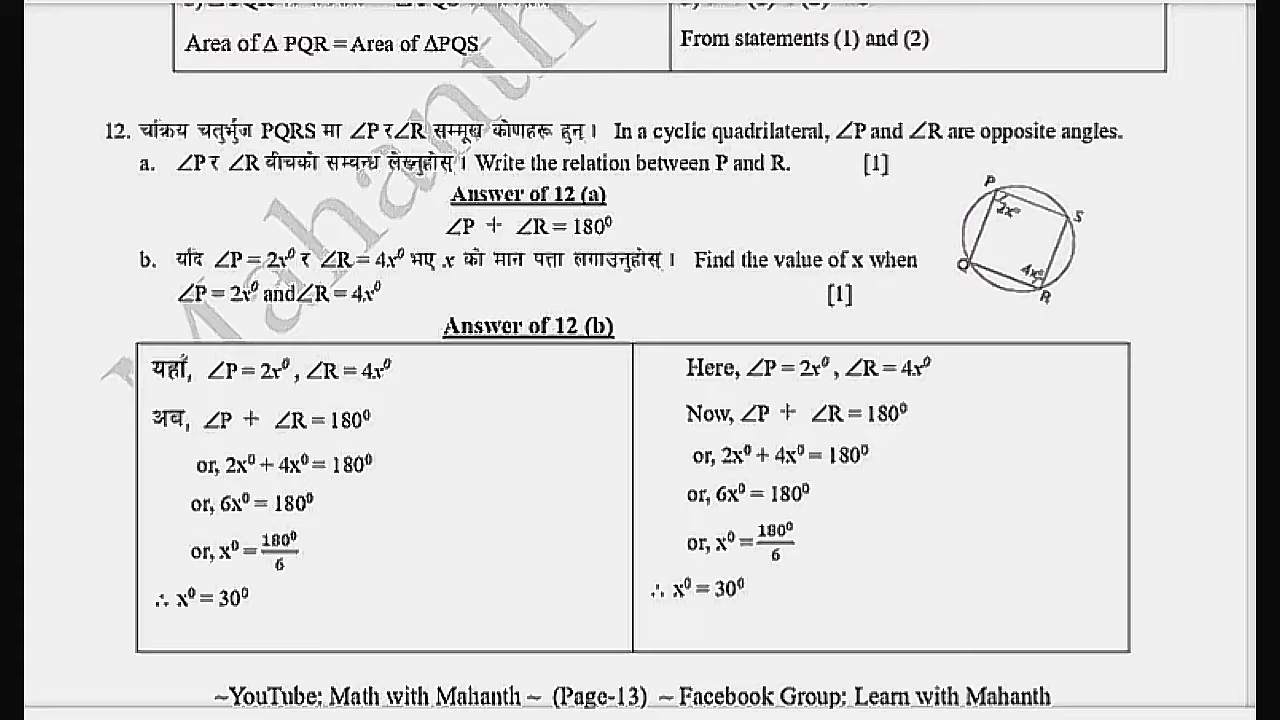 Area of Δ PQR = Area of ΔPQS
From statements (1) and (2)
12. चक्रिय चतुर्भुज PQRS मा ∠P र∠R सम्मूख कोणहरू हुन् । In a cyclic quadrilateral, ∠P and ∠R are opposite angles.
a. ∠P र ∠R बीचको सम्बन्ध लेख्नुहोस् । Write the relation between P and R. [1]
Answer of 12 (a)
∠P + ∠R = 180⁰
b. यदि ∠P = 2x⁰ र ∠R = 4x⁰ भए x को मान पत्ता लगाउनुहोस् । Find the value of x when
∠P = 2x⁰ and∠R = 4x⁰ [1]
P
2x⁰
S
Q
4x⁰
R
Answer of 12 (b)
यहाँ, ∠P = 2x⁰ , ∠R = 4x⁰
अब, ∠P + ∠R = 180⁰
or, 2x⁰ + 4x⁰ = 180⁰
or, 6x⁰ = 180⁰
or, x⁰ = 180⁰/6
∴ x⁰ = 30⁰
Here, ∠P = 2x⁰ , ∠R = 4x⁰
Now, ∠P + ∠R = 180⁰
or, 2x⁰ + 4x⁰ = 180⁰
or, 6x⁰ = 180⁰
or, x⁰ = 180⁰/6
∴ x⁰ = 30⁰
~YouTube: Math with Mahanth ~ (Page-13) ~ Facebook Group: Learn with Mahanth
Mahanth